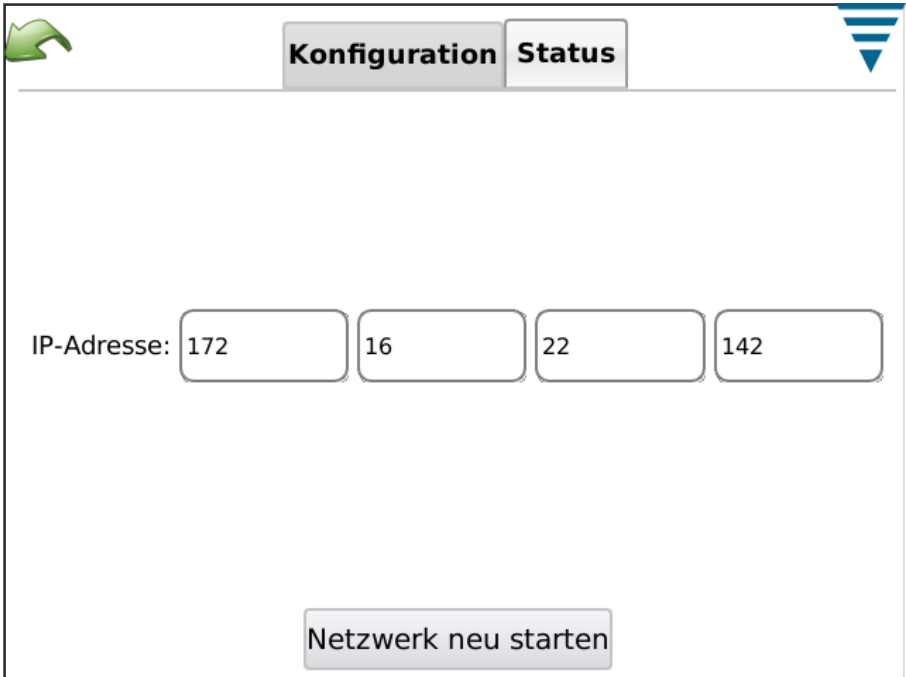 Konfiguration Status
IP-Adresse: 172 16 22 142
Netzwerk neu starten